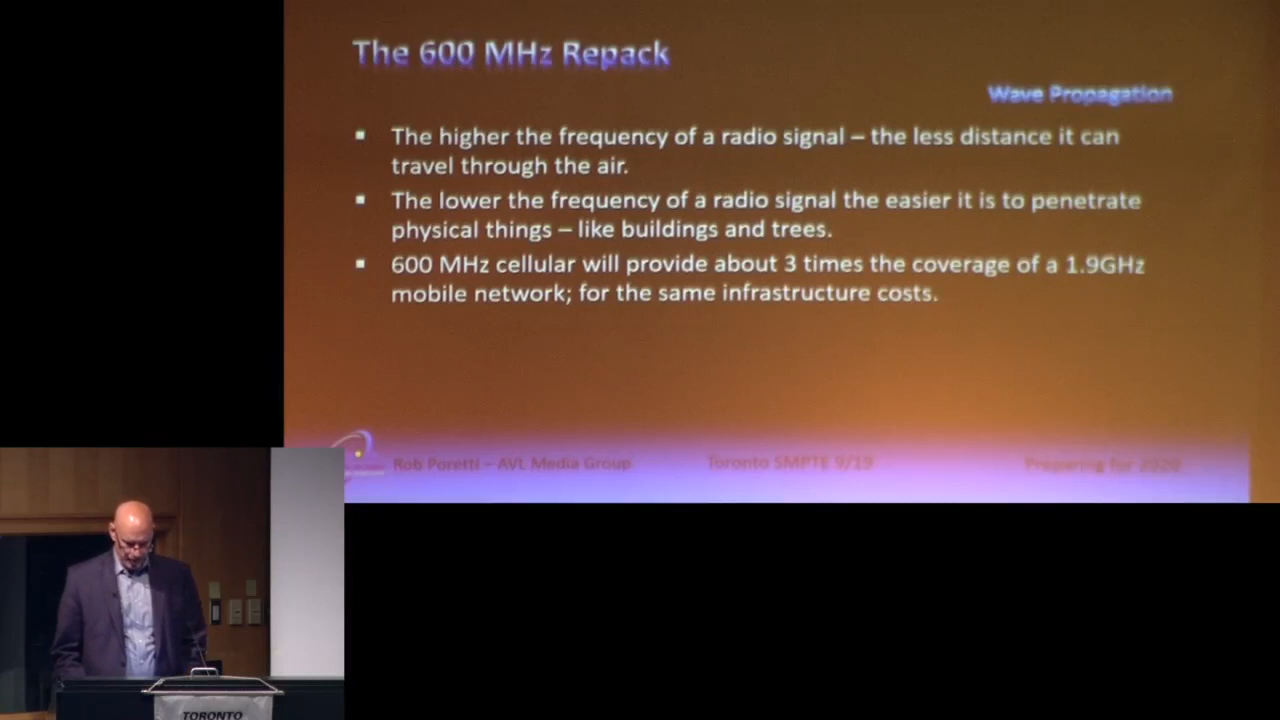 The 600 MHz Repack
Wave Propagation
▪ The higher the frequency of a radio signal – the less distance it can
travel through the air.
▪ The lower the frequency of a radio signal the easier it is to penetrate
physical things – like buildings and trees.
▪ 600 MHz cellular will provide about 3 times the coverage of a 1.9GHz
mobile network; for the same infrastructure costs.
Rob Poretti – AVL Media Group
Toronto SMPTE 9/19
Preparing for 2020
TORONTO